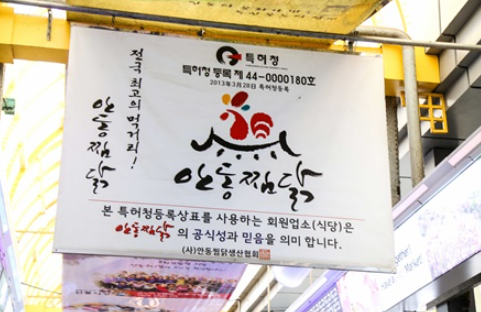 특허청
특허청 등록 제 44-0000180호
2013년 3월 28일 특허청등록
전국 최고의 먹거리!
안동찜닭
안동찜닭
본 특허청등록상표를 사용하는 회원업소(식당)은
안동찜닭 의 공식성과 믿음을 의미 합니다.
(사)안동찜닭생산협회